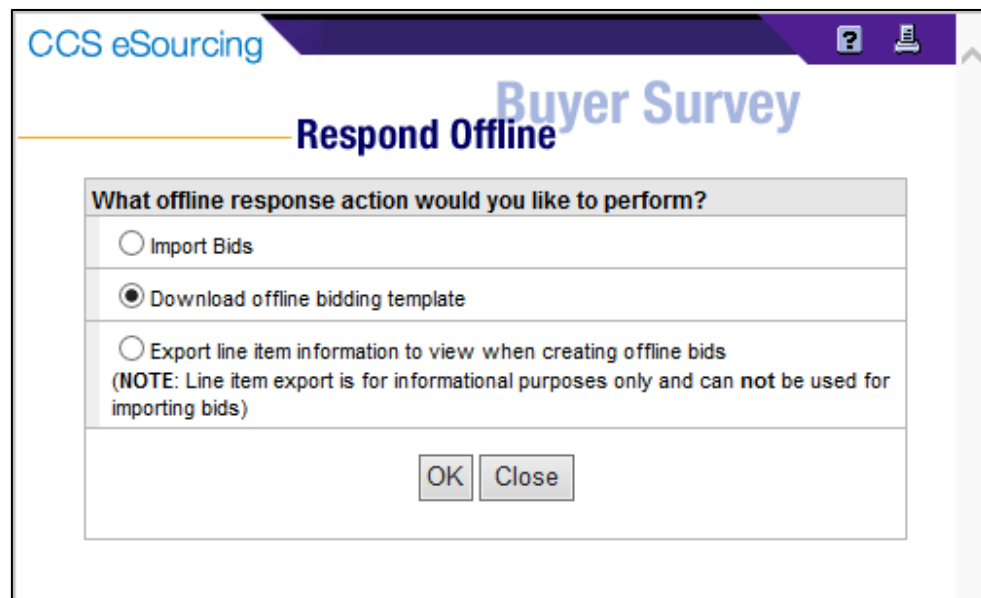 CCS eSourcing
?
Buyer Survey
Respond Offline
What offline response action would you like to perform?
Import Bids
Download offline bidding template
Export line item information to view when creating offline bids
(NOTE: Line item export is for informational purposes only and can not be used for
importing bids)
OK Close